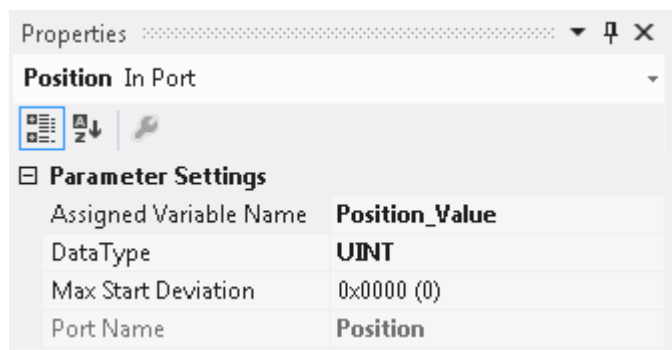 Properties
Position In Port
Parameter Settings
Assigned Variable Name Position_Value
DataType UINT
Max Start Deviation 0x0000 (0)
Port Name Position